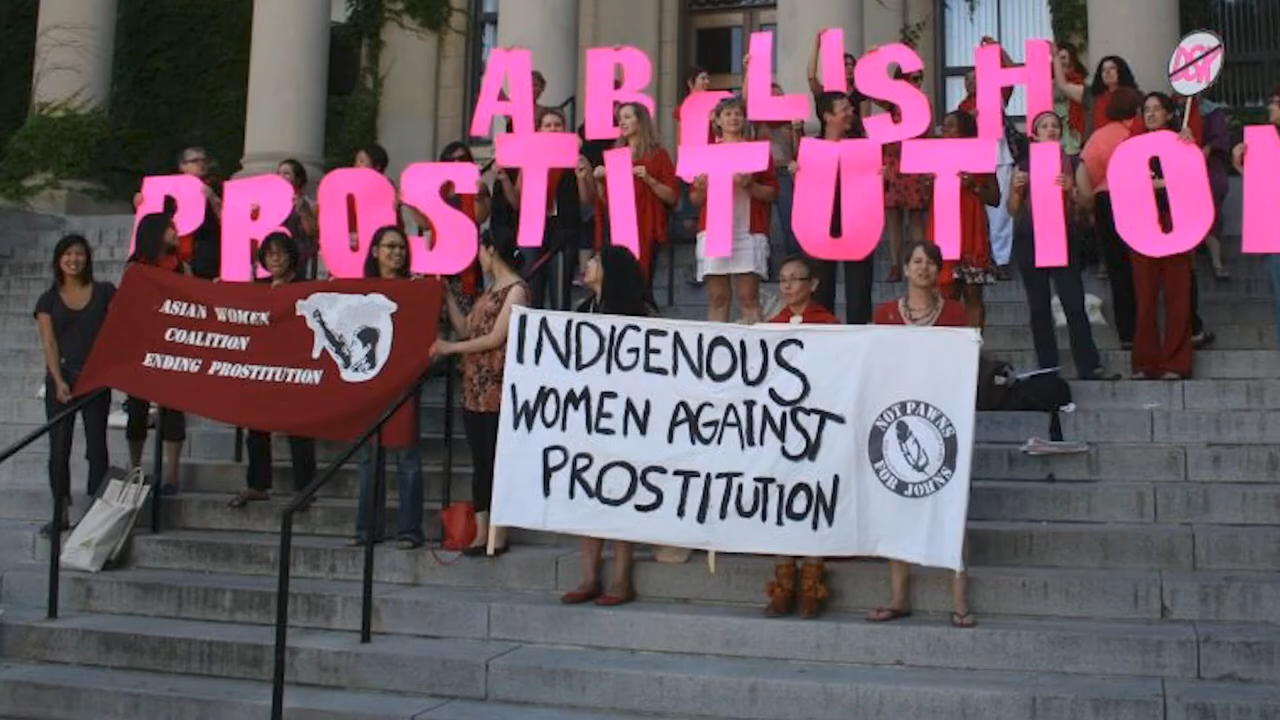 ABOLISH
PROSTITUTION
ASIAN WOMEN
COALITION
ENDING PROSTITUTION
INDIGENOUS
WOMEN AGAINST
PROSTITUTION
NOT PAWNS
FOR JOHNS